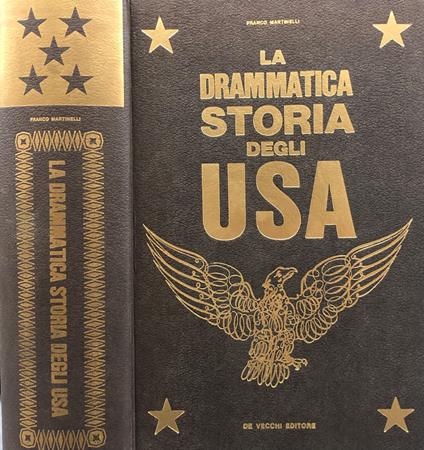 FRANCO MARTINELLI
LA DRAMMATICA STORIA DEGLI USA
FRANCO MARTINELLI
LA
DRAMMATICA
STORIA
DEGLI
USA
DE VECCHI EDITORE